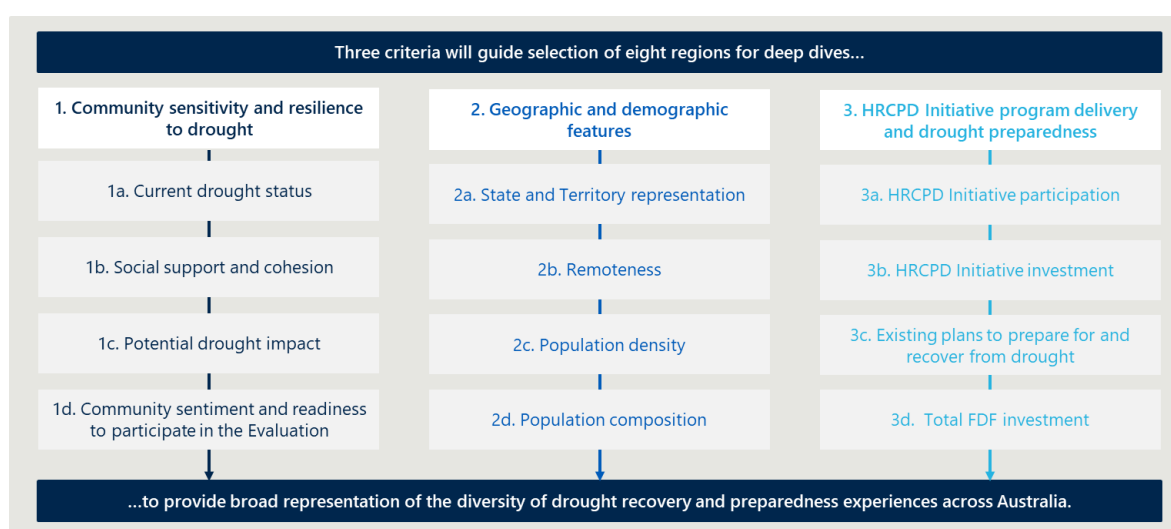 Three criteria will guide selection of eight regions for deep dives...
1. Community sensitivity and resilience
to drought
1a. Current drought status
1b. Social support and cohesion
1c. Potential drought impact
1d. Community sentiment and readiness
to participate in the Evaluation
2. Geographic and demographic
features
2a. State and Territory representation
2b. Remoteness
2c. Population density
2d. Population composition
3. HRCPD Initiative program delivery
and drought preparedness
3a. HRCPD Initiative participation
3b. HRCPD Initiative investment
3c. Existing plans to prepare for and
recover from drought
3d.  Total FDF investment
...to provide broad representation of the diversity of drought recovery and preparedness experiences across Australia.